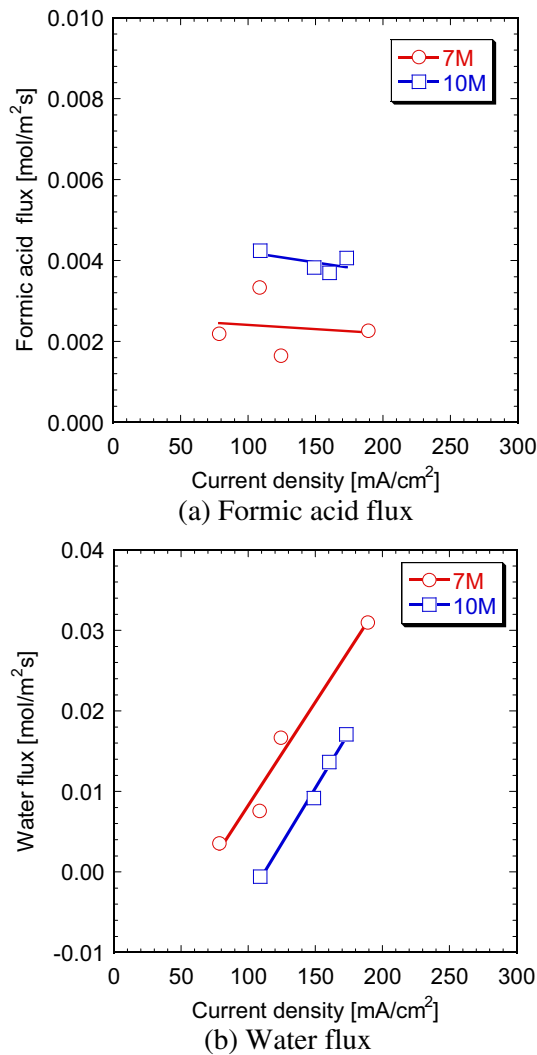 0.010
0.008
0.006
0.004
0.002
0.000
Formic acid flux [mol/m²s]
7M
10M
0 50 100 150 200 250 300
Current density [mA/cm²]
(a) Formic acid flux
0.04
0.03
0.02
0.01
0.00
-0.01
Water flux [mol/m²s]
7M
10M
0 50 100 150 200 250 300
Current density [mA/cm²]
(b) Water flux